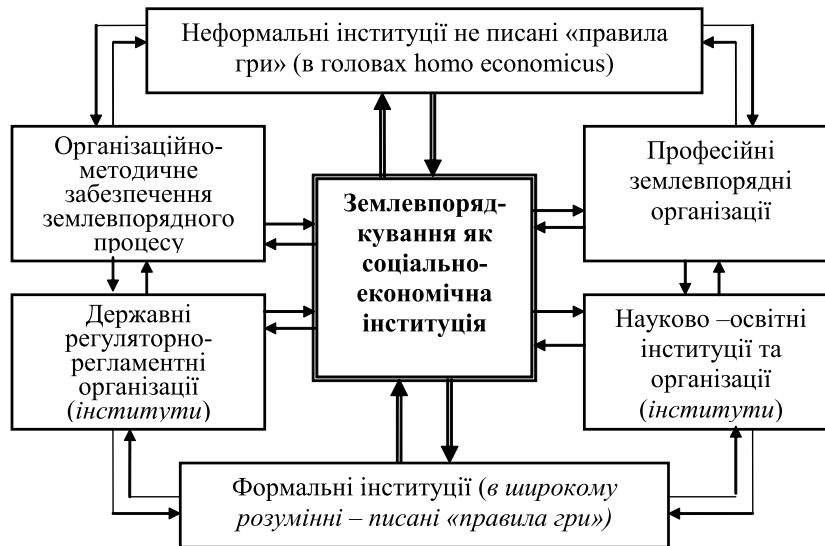 Неформальні інституції не писані «правила
гри» (в головах homo economicus)
Організаційно-
методичне
забезпечення
землевпорядного
процесу
Землевпоряд-
кування як
соціально-
економічна
інституція
Професійні
землевпорядні
організації
Державні
регуляторно-
регламентні
організації
(інститути)
Науково –освітні
інституції та
організації
(інститути)
Формальні інституції (в широкому
розумінні – писані «правила гри»)